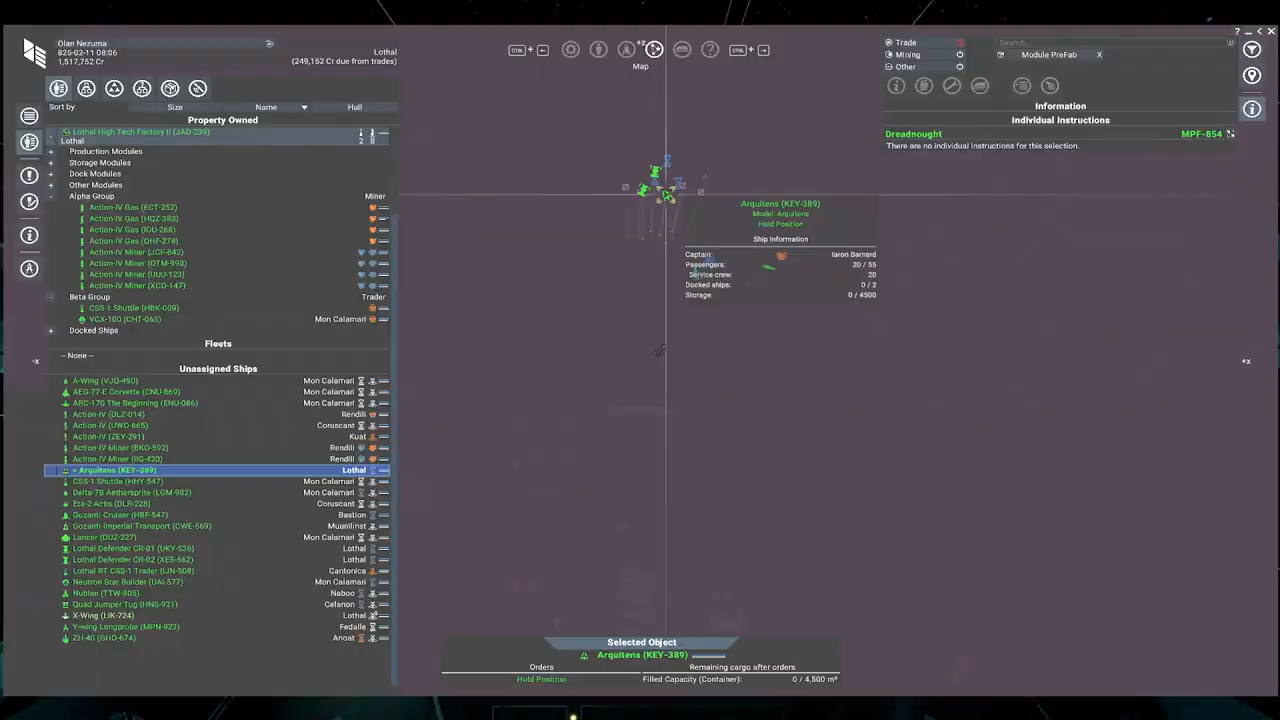 Olan Nezuma
825-02-11 08:06
1,517,752 Cr
Lothal
(249,152 Cr due from trades)
CTRL + ←
CTRL + →
Map
Trade
Mining
Other
Search...
Module PreFab X
Sort by: Size Name Hull
Property Owned
Lothal High Tech Factory II (JAD-239)
Lothal 2 8
Production Modules
Storage Modules
Dock Modules
Other Modules
Alpha Group Miner
Action-IV Gas (ECT-252)
Action-IV Gas (HQZ-383)
Action-IV Gas (IOU-268)
Action-IV Gas (QHF-278)
Action-IV Miner (JCF-842)
Action-IV Miner (OTM-990)
Action-IV Miner (UUU-123)
Action-IV Miner (XCO-147)
Beta Group Trader
CSS-1 Shuttle (HBK-009)
VCX-100 (CHT-065) Mon Calamari
Docked Ships
Fleets
-- None --
Unassigned Ships
A-Wing (VJQ-490) Mon Calamari
AEG-77-E Corvette (CNU-869) Mon Calamari
ARC-170 The Beginning (ENU-086) Mon Calamari
Action-IV (DLZ-014) Rendili
Action-IV (UWO-665) Coruscant
Action-IV (ZEY-291) Kuat
Action-IV Miner (BKO-592) Rendili
Action-IV Miner (IIG-420) Rendili
» Arquitens (KEY-389) Lothal
CSS-1 Shuttle (HHY-547) Mon Calamari
Delta-7B Aethersprite (LGM-982) Mon Calamari
Eta-2 Actis (DLR-228) Coruscant
Gozanti Cruiser (HBF-547) Bastion
Gozanti Imperial Transport (CWE-569) Muunilinst
Lancer (DUZ-227) Mon Calamari
Lothal Defender CR-01 (UKY-536) Lothal
Lothal Defender CR-02 (XES-662) Lothal
Lothal RT CSS-1 Trader (IJN-508) Cantonica
Neutron Star Builder (UAI-577) Mon Calamari
Nubian (TTW-805) Naboo
Quad Jumper Tug (HNS-931) Celanon
X-Wing (LIK-724) Lothal
Y-wing Longprobe (MPN-923) Fedalle
ZH-40 (GHO-674) Anoat
-x
+x
+z
Arquitens (KEY-389)
Model: Arquitens
Hold Position
Ship Information
Captain: Iaron Barnard
Passengers: 20 / 55
Service crew: 20
Docked ships: 0 / 2
Storage: 0 / 4500
Information
Individual Instructions
Dreadnought MPF-854
There are no individual instructions for this selection.
Selected Object
Arquitens (KEY-389)
Orders Remaining cargo after orders
Hold Position Filled Capacity (Container): 0 / 4,500 m³